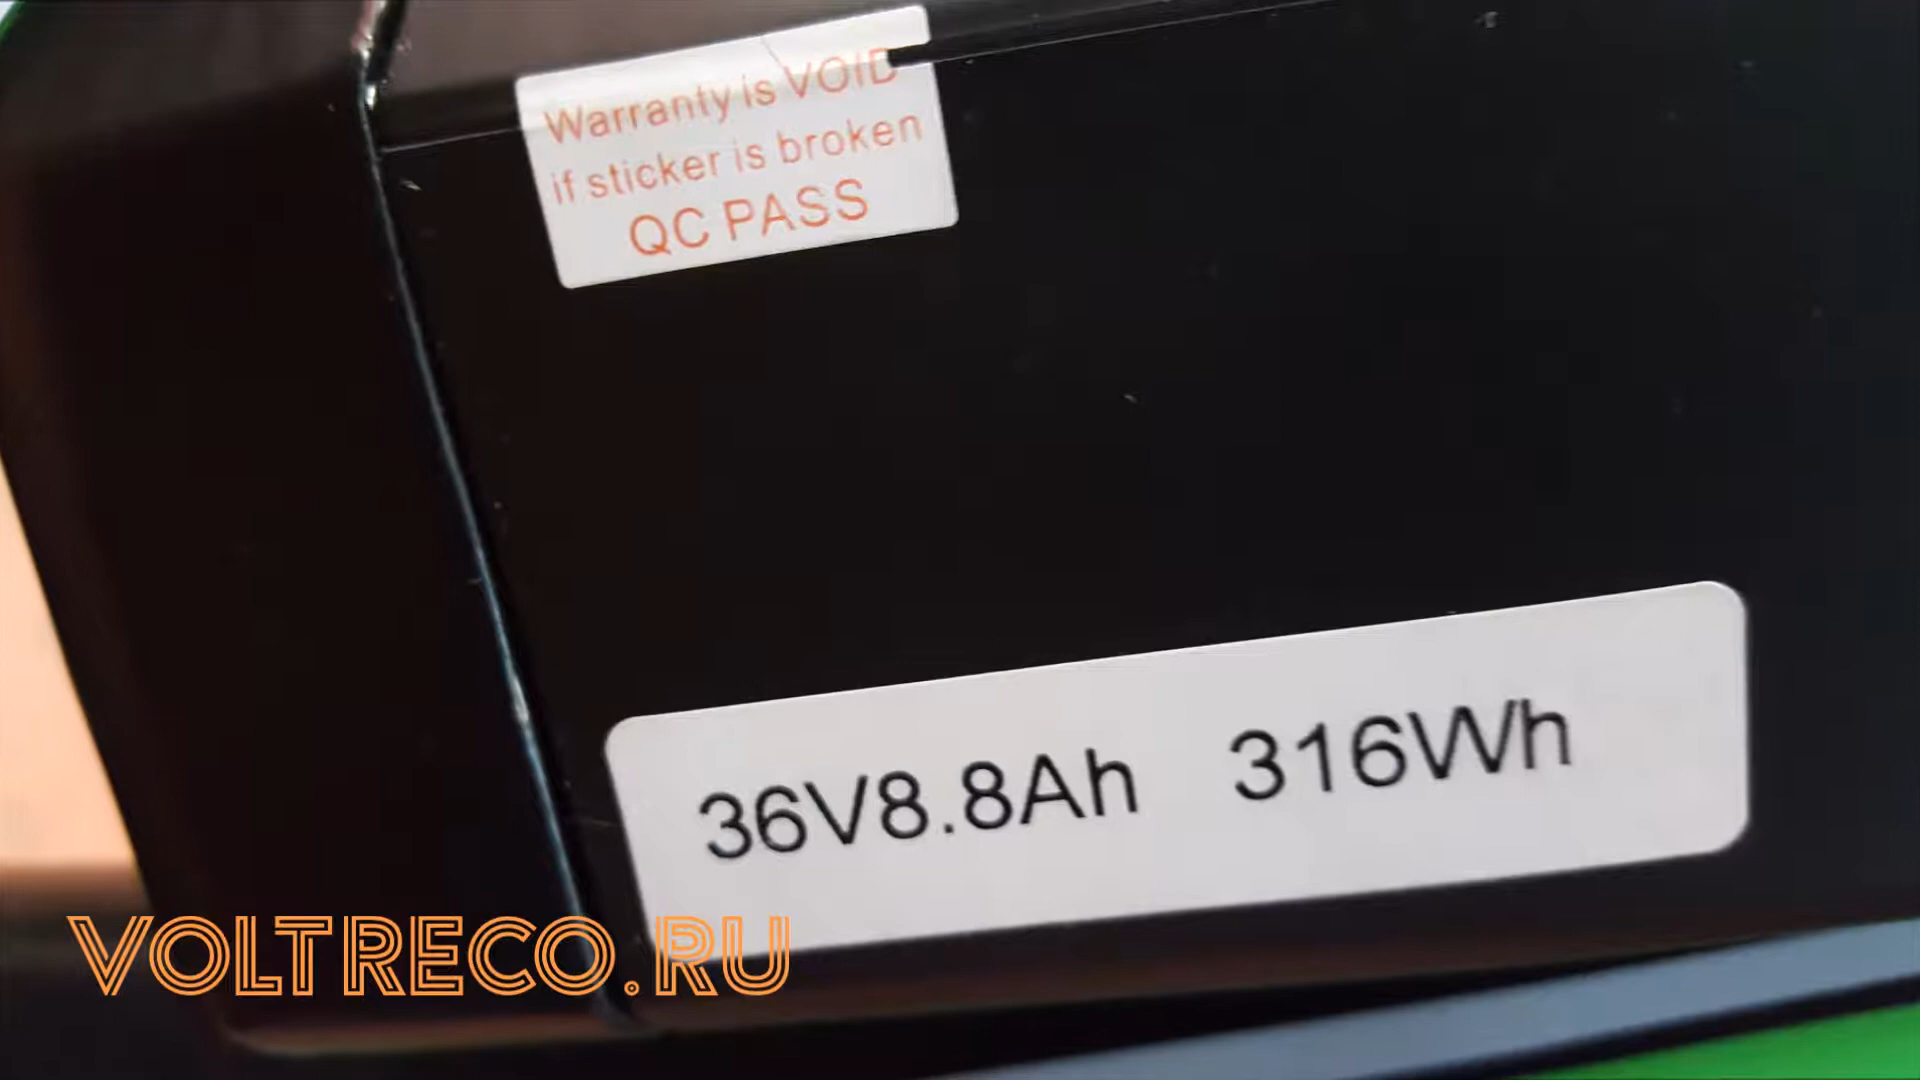 Warranty is VOID
if sticker is broken
QC PASS
36V8.8Ah 316Wh
VOLTRECO.RU